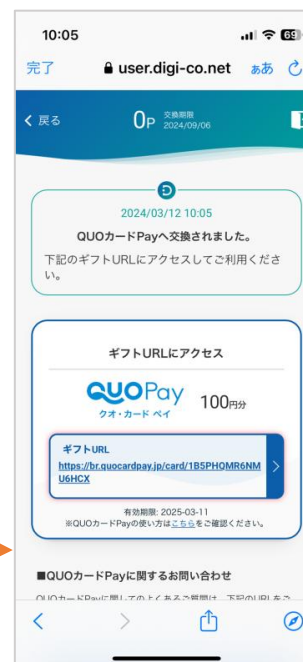 10:05
完了
user.digi-co.net
ああ
戻る
0P
交換期限
2024/09/06
2024/03/12 10:05
QUOカードPayへ交換されました。
下記のギフトURLにアクセスしてご利用くださ
い。
ギフトURLにアクセス
QUOPay
クオ・カード ペイ
100円分
ギフトURL
https://br.quocardpay.jp/card/1B5PHQMR6NM
U6HCX
有効期限: 2025-03-11
※QUOカードPayの使い方はこちらをご確認ください。
■QUOカードPayに関するお問い合わせ